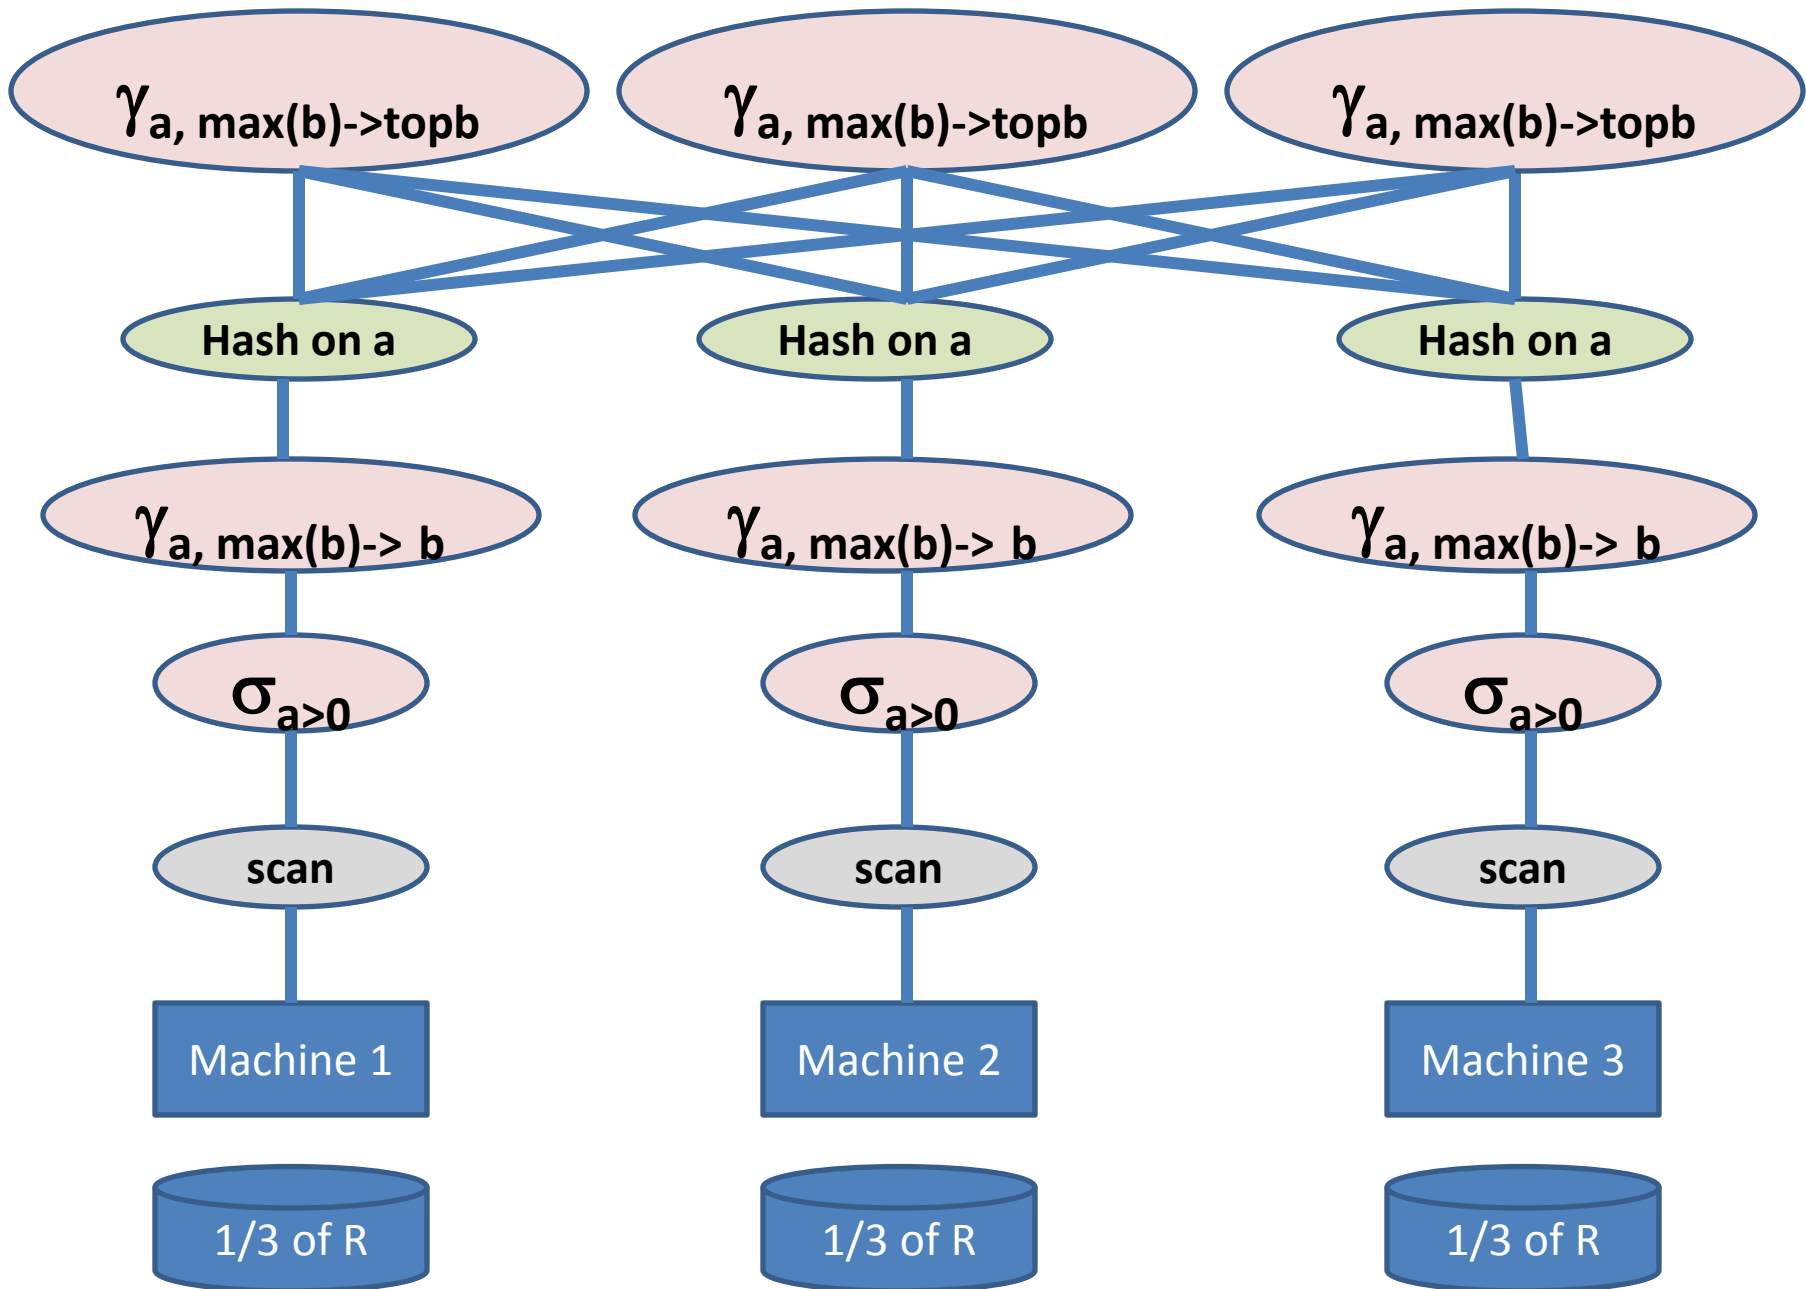 γa, max(b)->topb γa, max(b)->topb γa, max(b)->topb
Hash on a Hash on a Hash on a
γa, max(b)-> b γa, max(b)-> b γa, max(b)-> b
σa>0 σa>0 σa>0
scan scan scan
Machine 1 Machine 2 Machine 3
1/3 of R 1/3 of R 1/3 of R